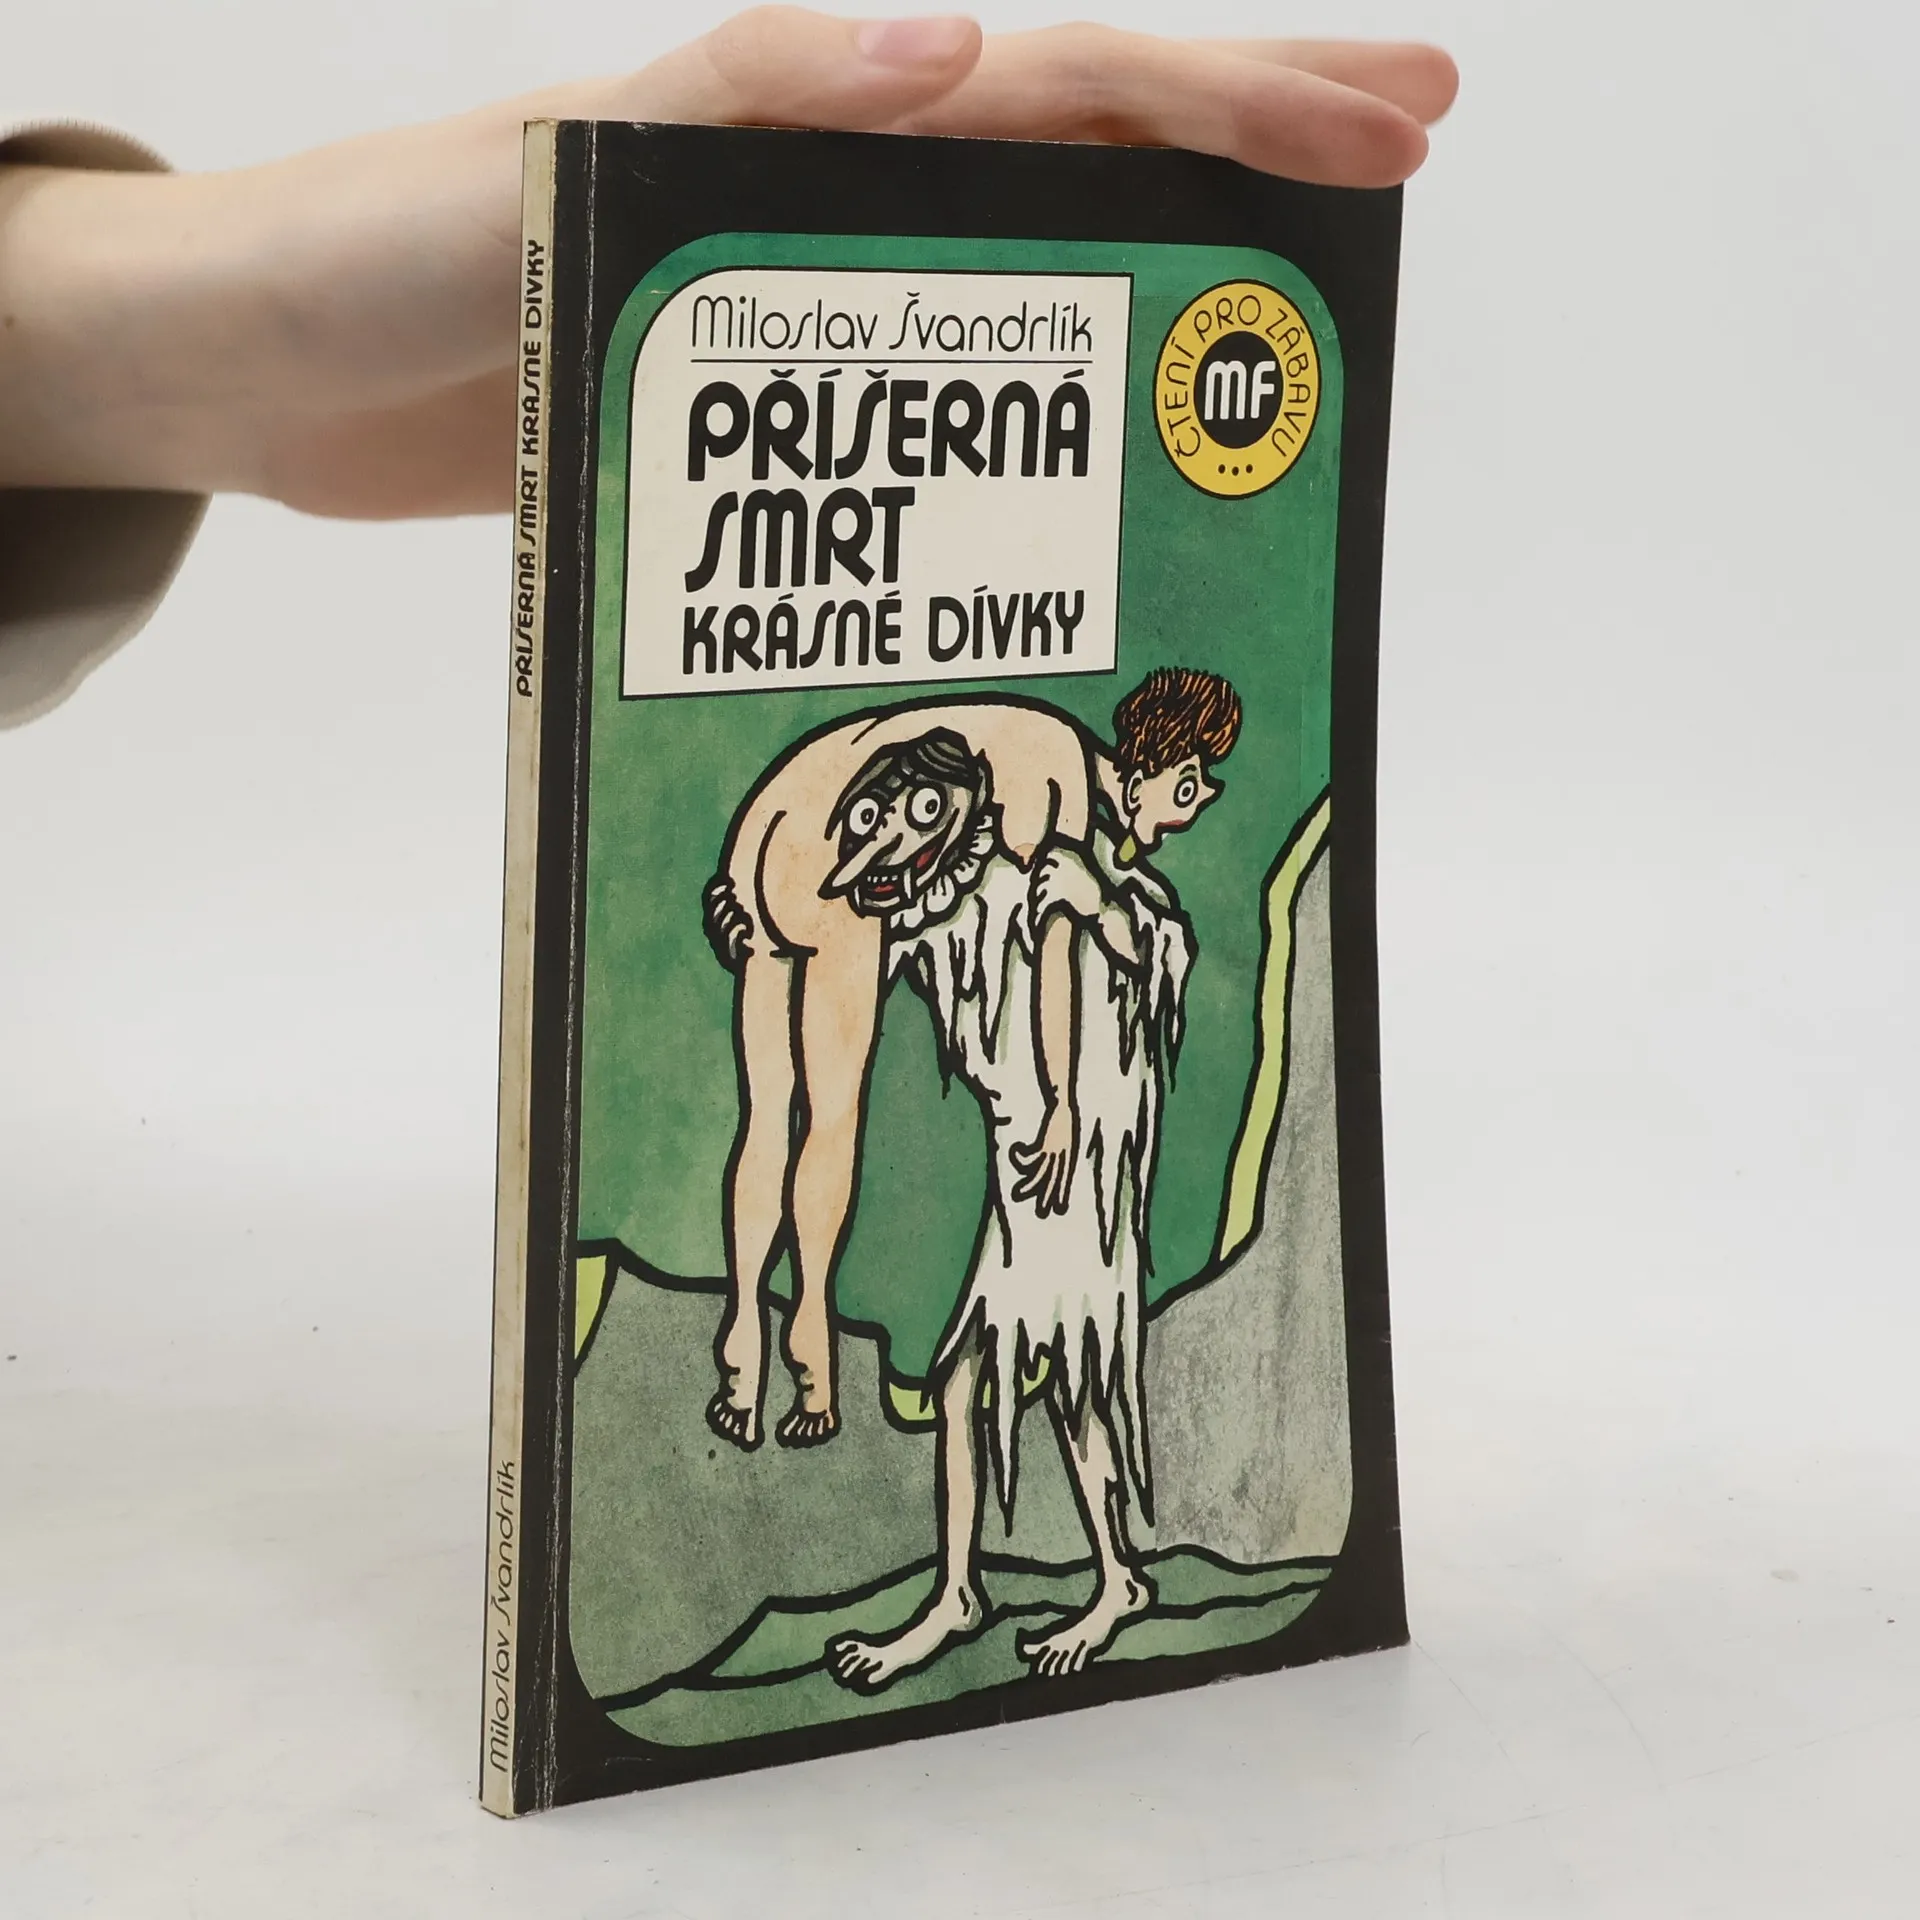 Miloslav Švandrlík
PŘÍŠERNÁ
SMRT
KRÁSNÉ DÍVKY
ČTENÍ PRO ZÁBAVU
MF
...
PŘÍŠERNÁ SMRT KRÁSNÉ DÍVKY
Miloslav Švandrlík